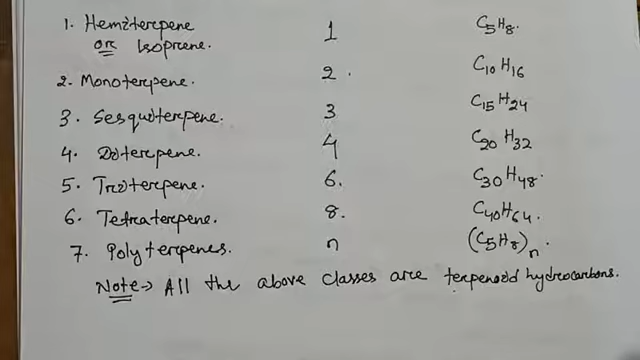 1. Hemiterpene 1 C5H8.
or Isoprene.
2. Monoterpene. 2. C10H16
3. Sesquiterpene. 3 C15H24
4. Diterpene. 4 C20H32
5. Triterpene. 6. C30H48.
6. Tetraterpene. 8. C40H64.
7. Polyterpenes. n (C5H8)n.
Note→ All the above classes are terpenoid hydrocarbons.